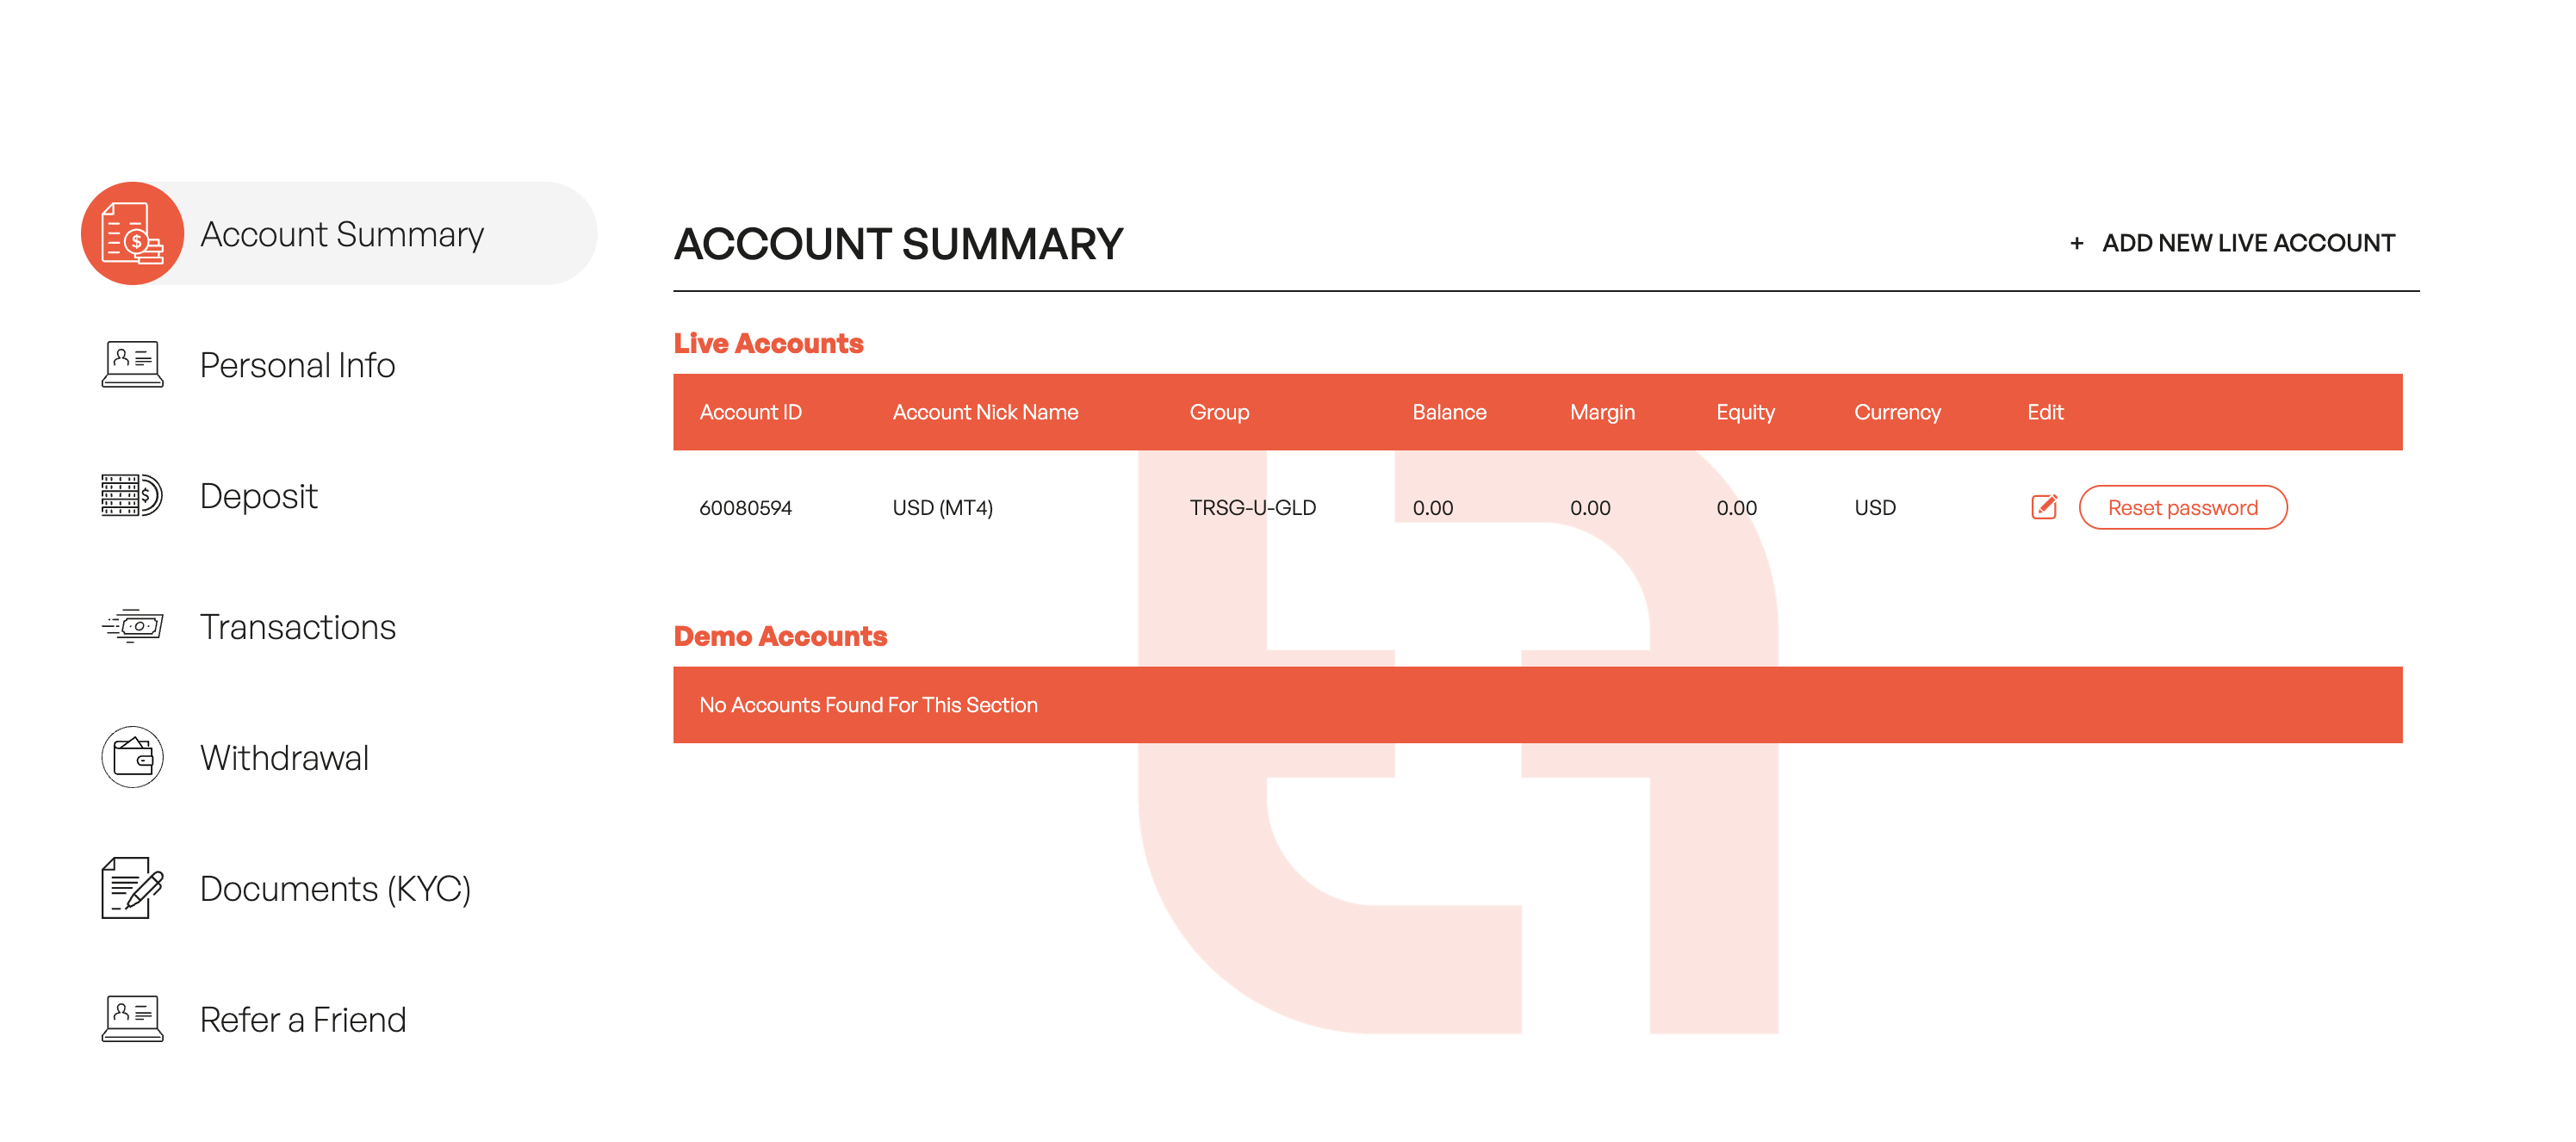 Account Summary
Personal Info
Deposit
Transactions
Withdrawal
Documents (KYC)
Refer a Friend
ACCOUNT SUMMARY
+ ADD NEW LIVE ACCOUNT
Live Accounts
Account ID Account Nick Name Group Balance Margin Equity Currency Edit
60080594 USD (MT4) TRSG-U-GLD 0.00 0.00 0.00 USD Reset password
Demo Accounts
No Accounts Found For This Section